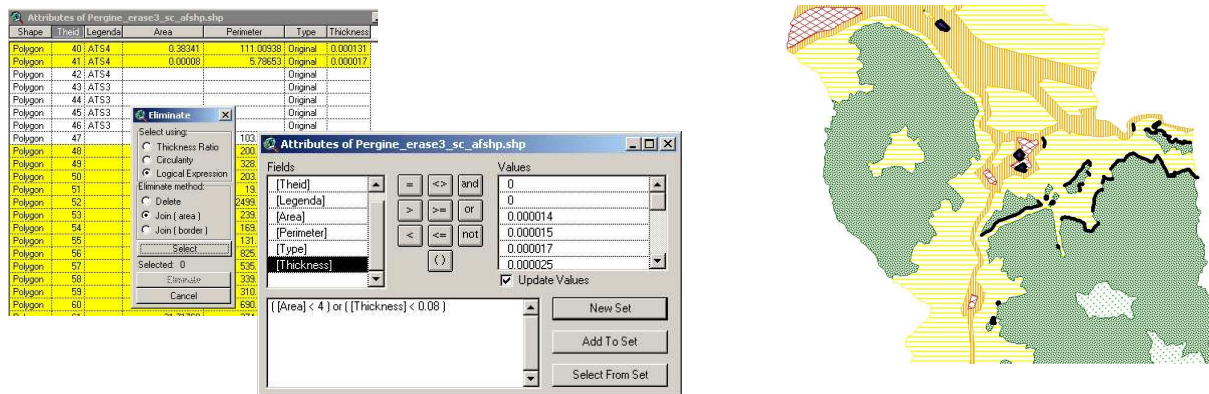 Attributes of Pergine_erase3_sc_afshp.shp
Shape Theid Legenda Area Perimeter Type Thickness
Polygon 40 ATS4 0.38341 111.00938 Original 0.000131
Polygon 41 ATS4 0.00008 5.78653 Original 0.000017
Polygon 42 ATS4 Original
Polygon 43 ATS3 Original
Polygon 44 ATS3 Original
Polygon 45 ATS3 Original
Polygon 46 ATS3 Original
Polygon 47 103.
Polygon 48 200.
Polygon 49 328.
Polygon 50 203.
Polygon 51 19.
Polygon 52 2499.
Polygon 53 239.
Polygon 54 169.
Polygon 55 131.
Polygon 56 825.
Polygon 57 535.
Polygon 58 339.
Polygon 59 310.
Polygon 60 690.
Eliminate
Select using:
Thickness Ratio
Circularity
Logical Expression
Eliminate method:
Delete
Join ( area )
Join ( border )
Select
Selected: 0
Eliminate
Cancel
Attributes of Pergine_erase3_sc_afshp.shp
Fields
[Theid]
[Legenda]
[Area]
[Perimeter]
[Type]
[Thickness]
= <> and
> >= or
< <= not
( )
Values
0
0
0.000014
0.000015
0.000017
0.000025
Update Values
( [Area] < 4 ) or ( [Thickness] < 0.08 )
New Set
Add To Set
Select From Set